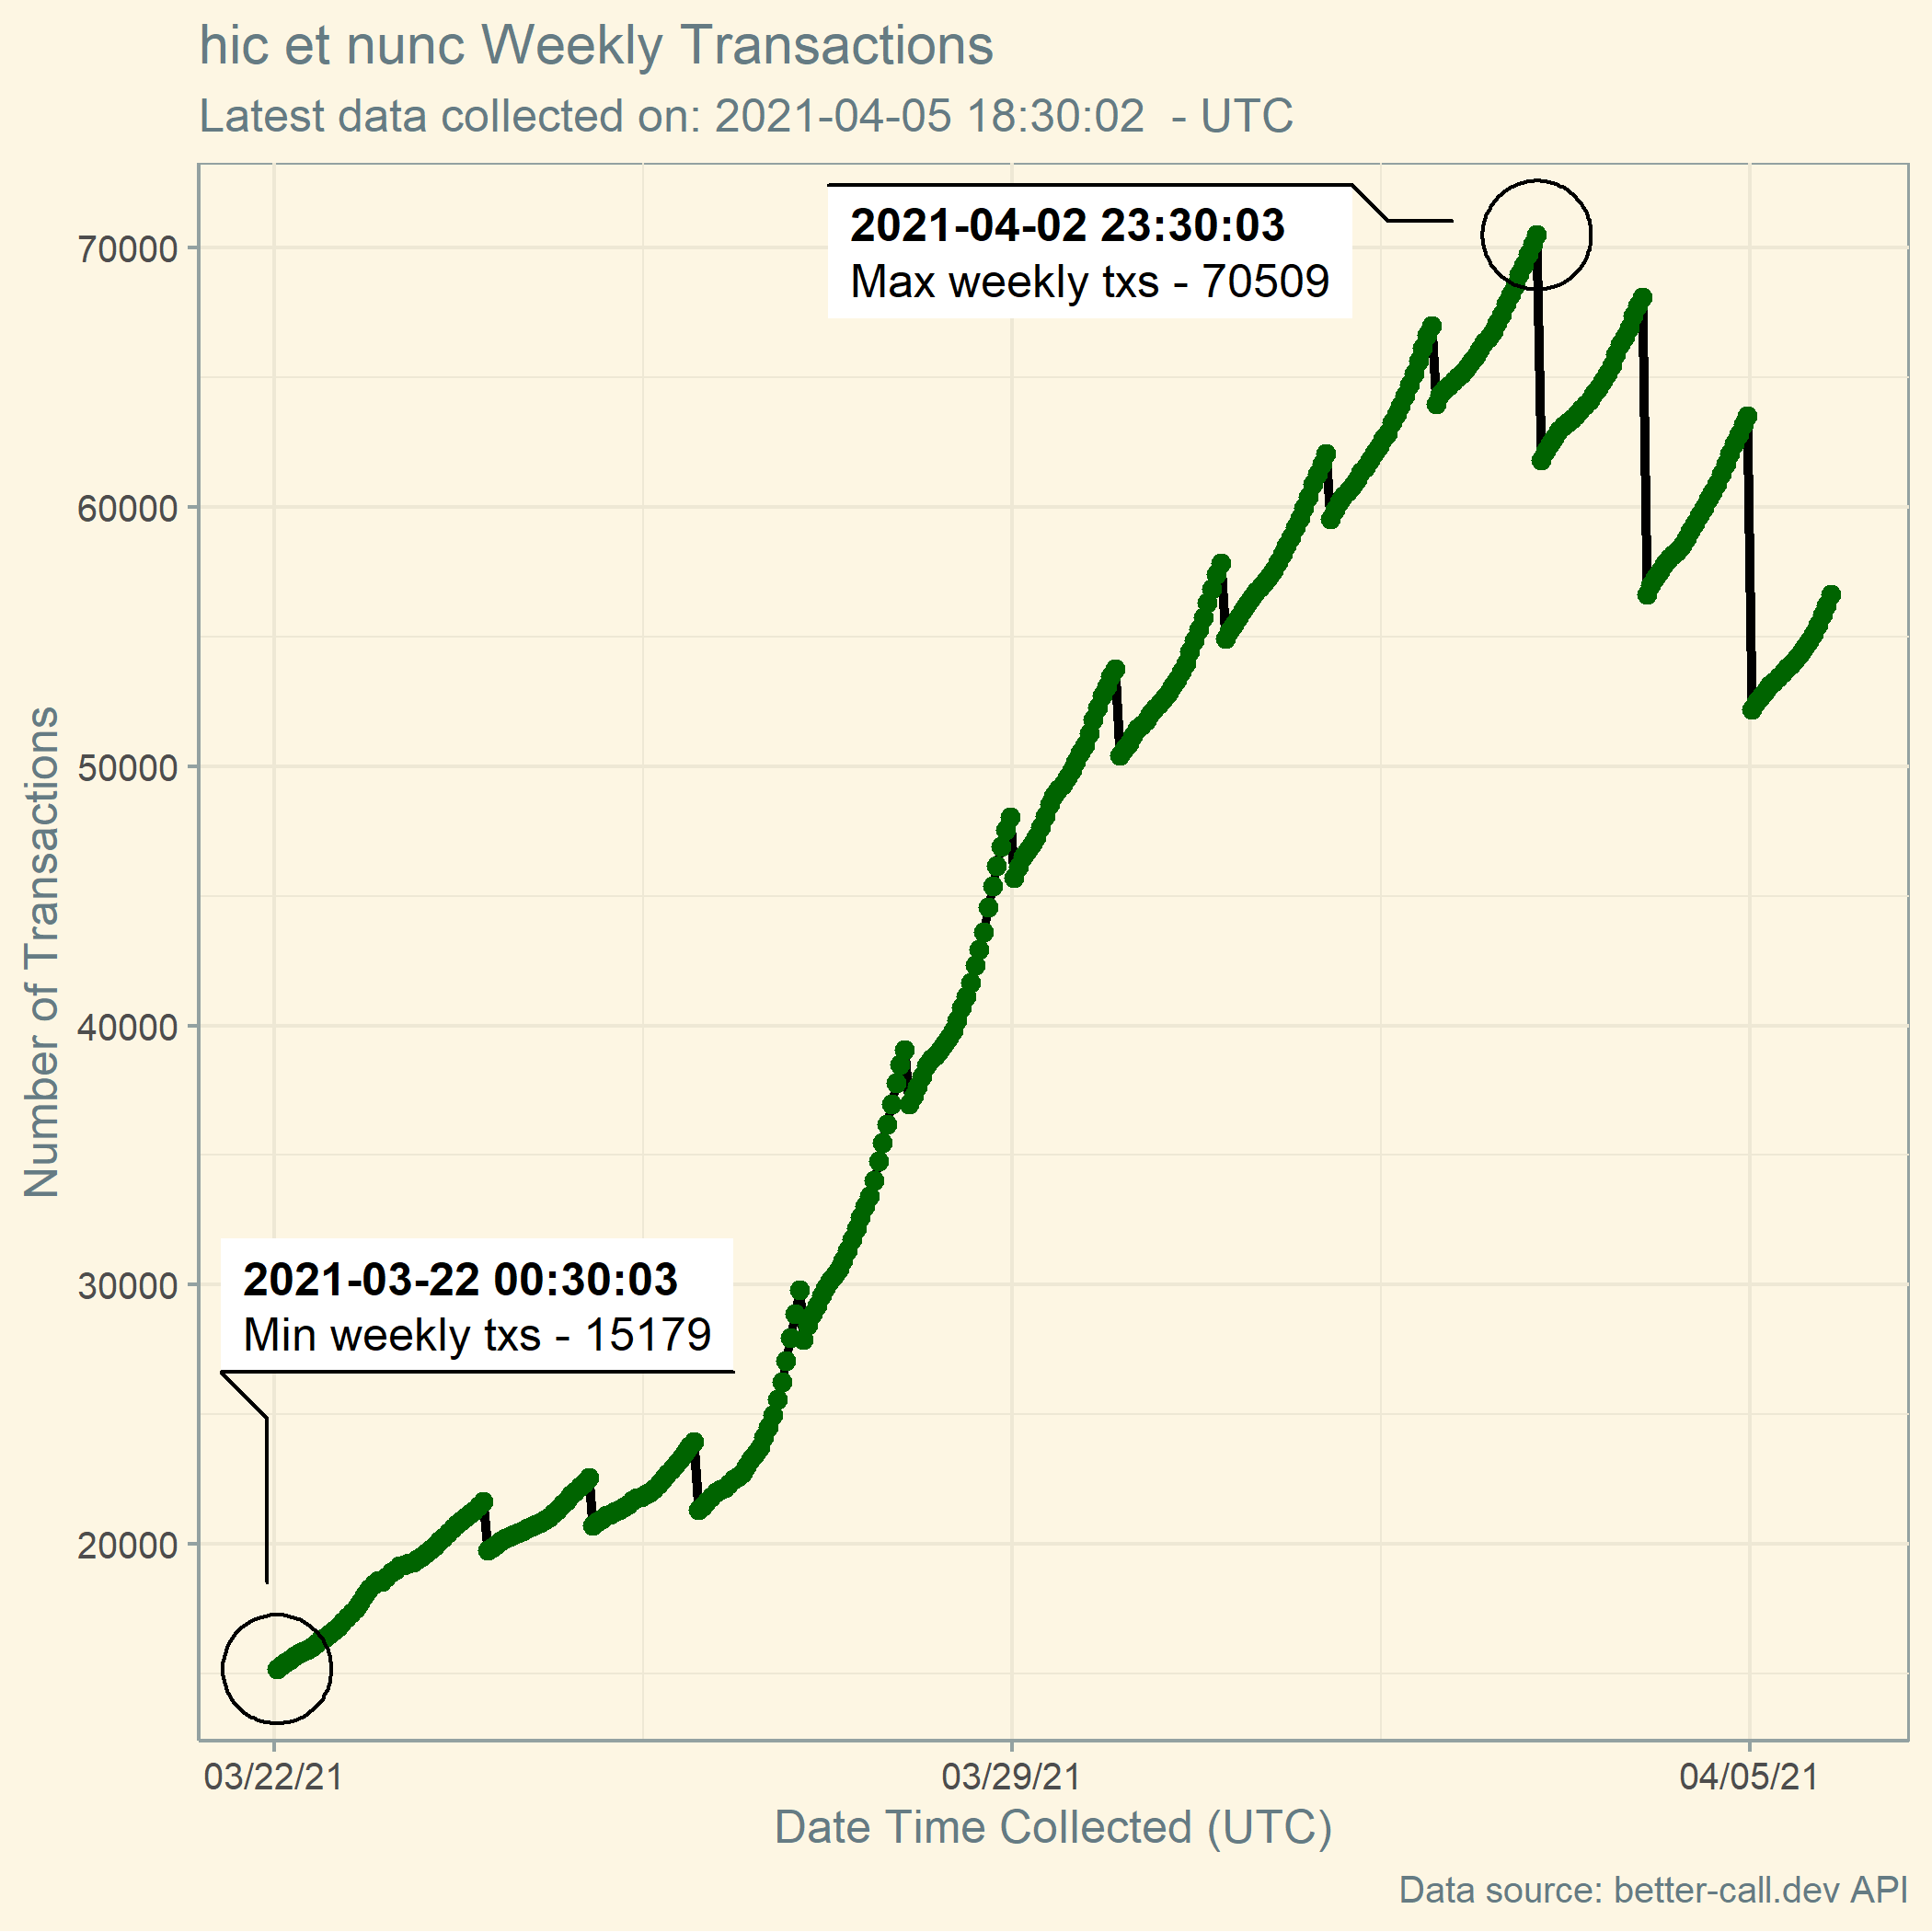 hic et nunc Weekly Transactions
Latest data collected on: 2021-04-05 18:30:02  - UTC
2021-04-02 23:30:03
Max weekly txs - 70509
70000
60000
50000
40000
30000
20000
Number of Transactions
2021-03-22 00:30:03
Min weekly txs - 15179
03/22/21
03/29/21
04/05/21
Date Time Collected (UTC)
Data source: better-call.dev API